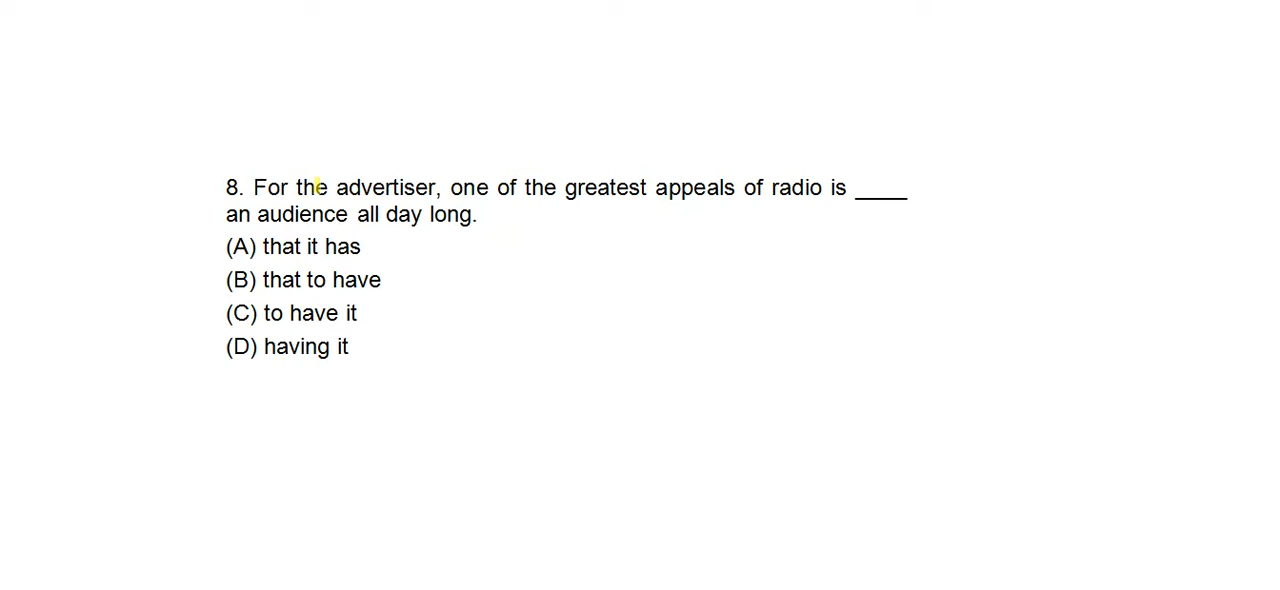 8. For the advertiser, one of the greatest appeals of radio is ____
an audience all day long.
(A) that it has
(B) that to have
(C) to have it
(D) having it